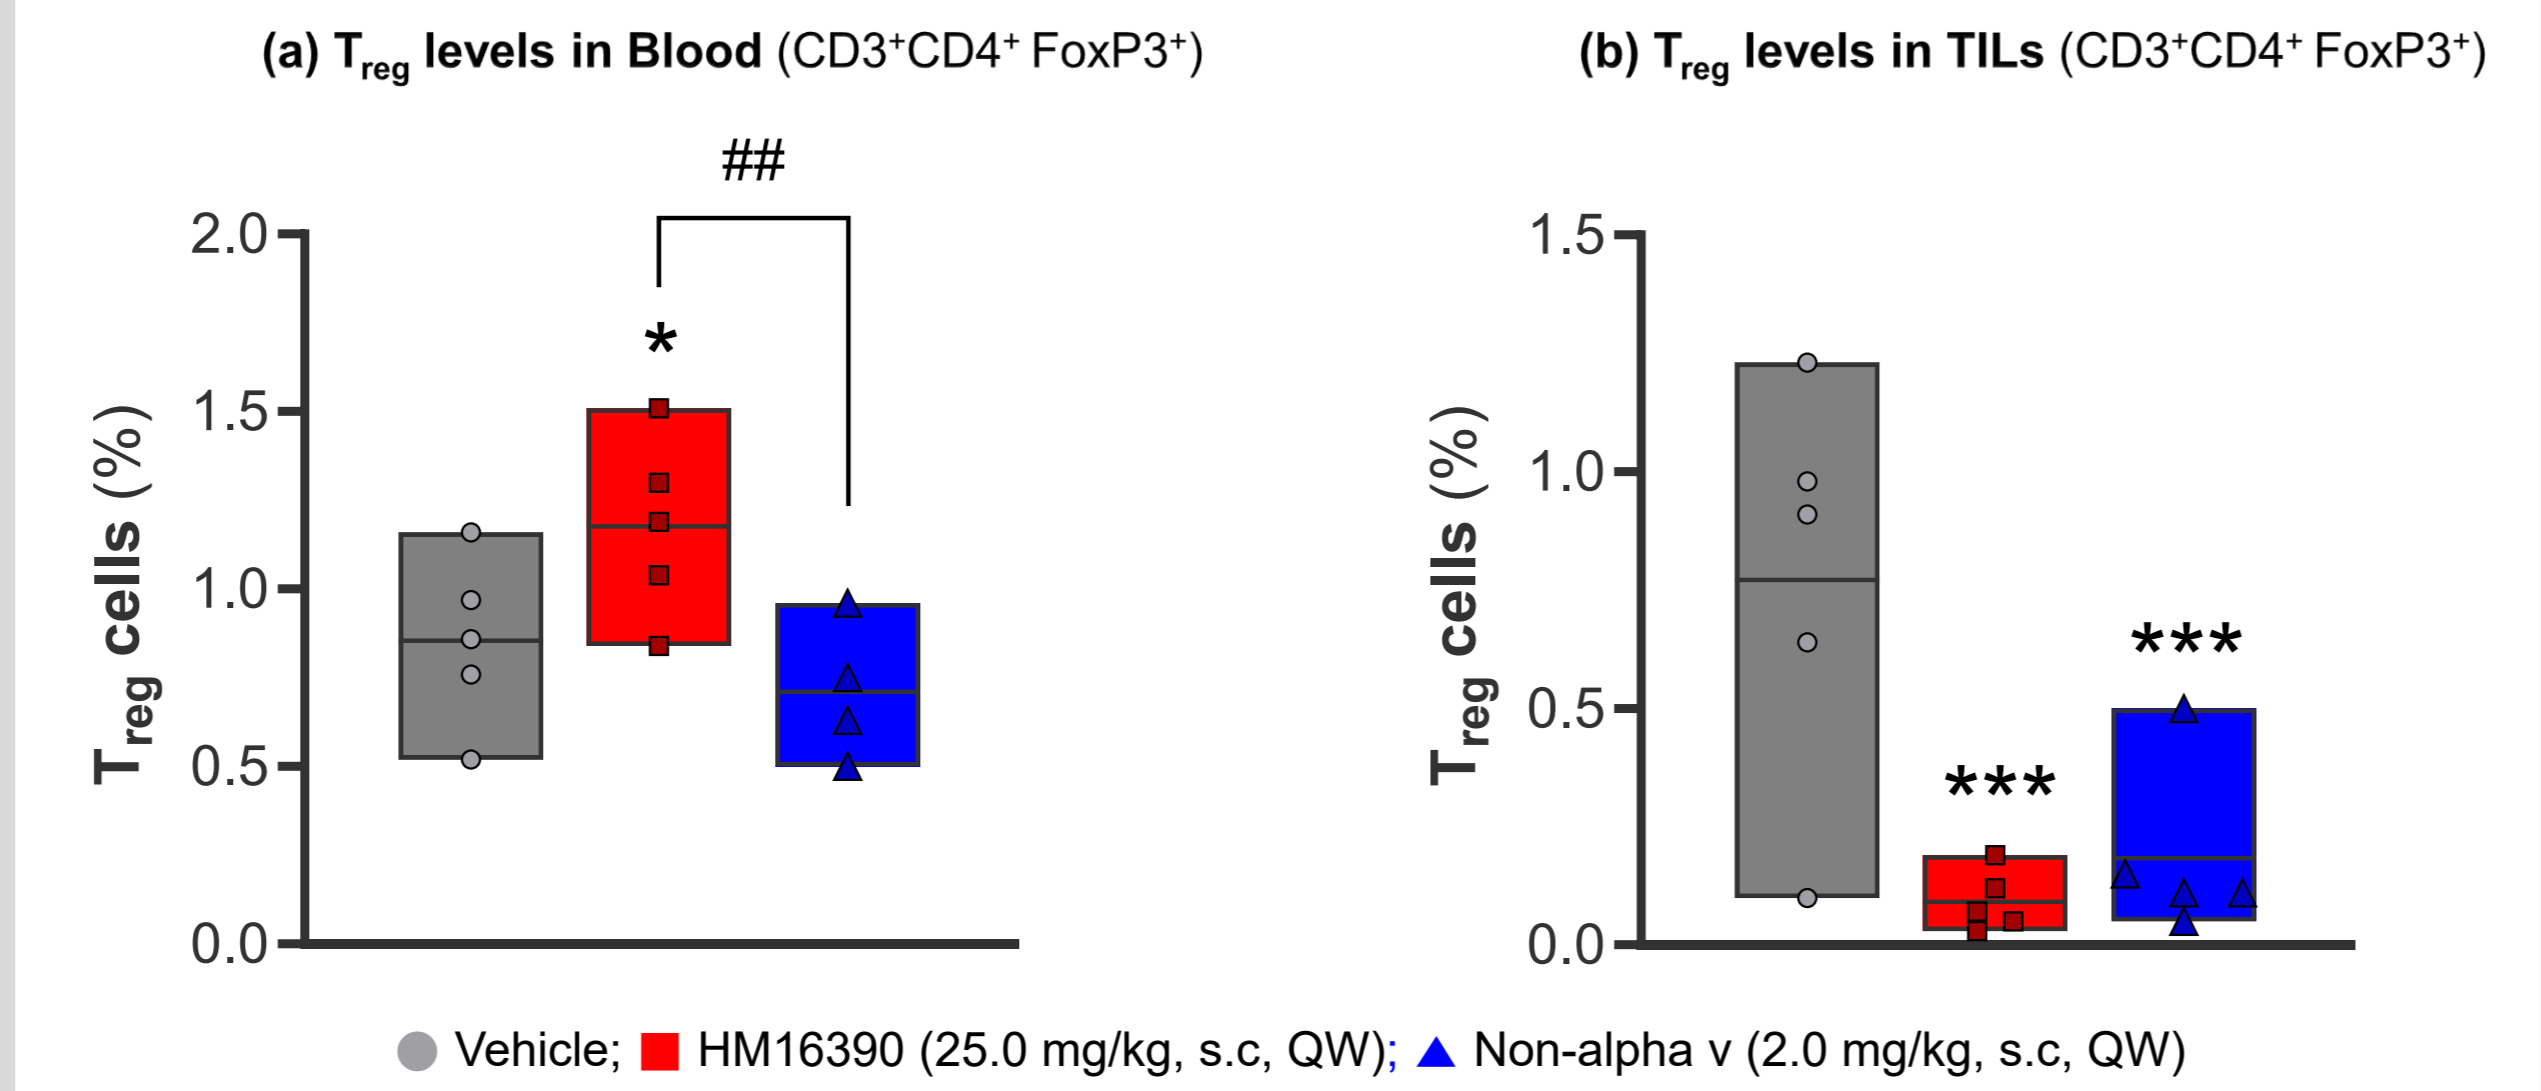 (a) Treg levels in Blood (CD3⁺CD4⁺ FoxP3⁺)
##
*
2.0
1.5
1.0
0.5
0.0
Treg cells (%)
(b) Treg levels in TILs (CD3⁺CD4⁺ FoxP3⁺)
***
***
1.5
1.0
0.5
0.0
Treg cells (%)
Vehicle; HM16390 (25.0 mg/kg, s.c, QW); Non-alpha v (2.0 mg/kg, s.c, QW)